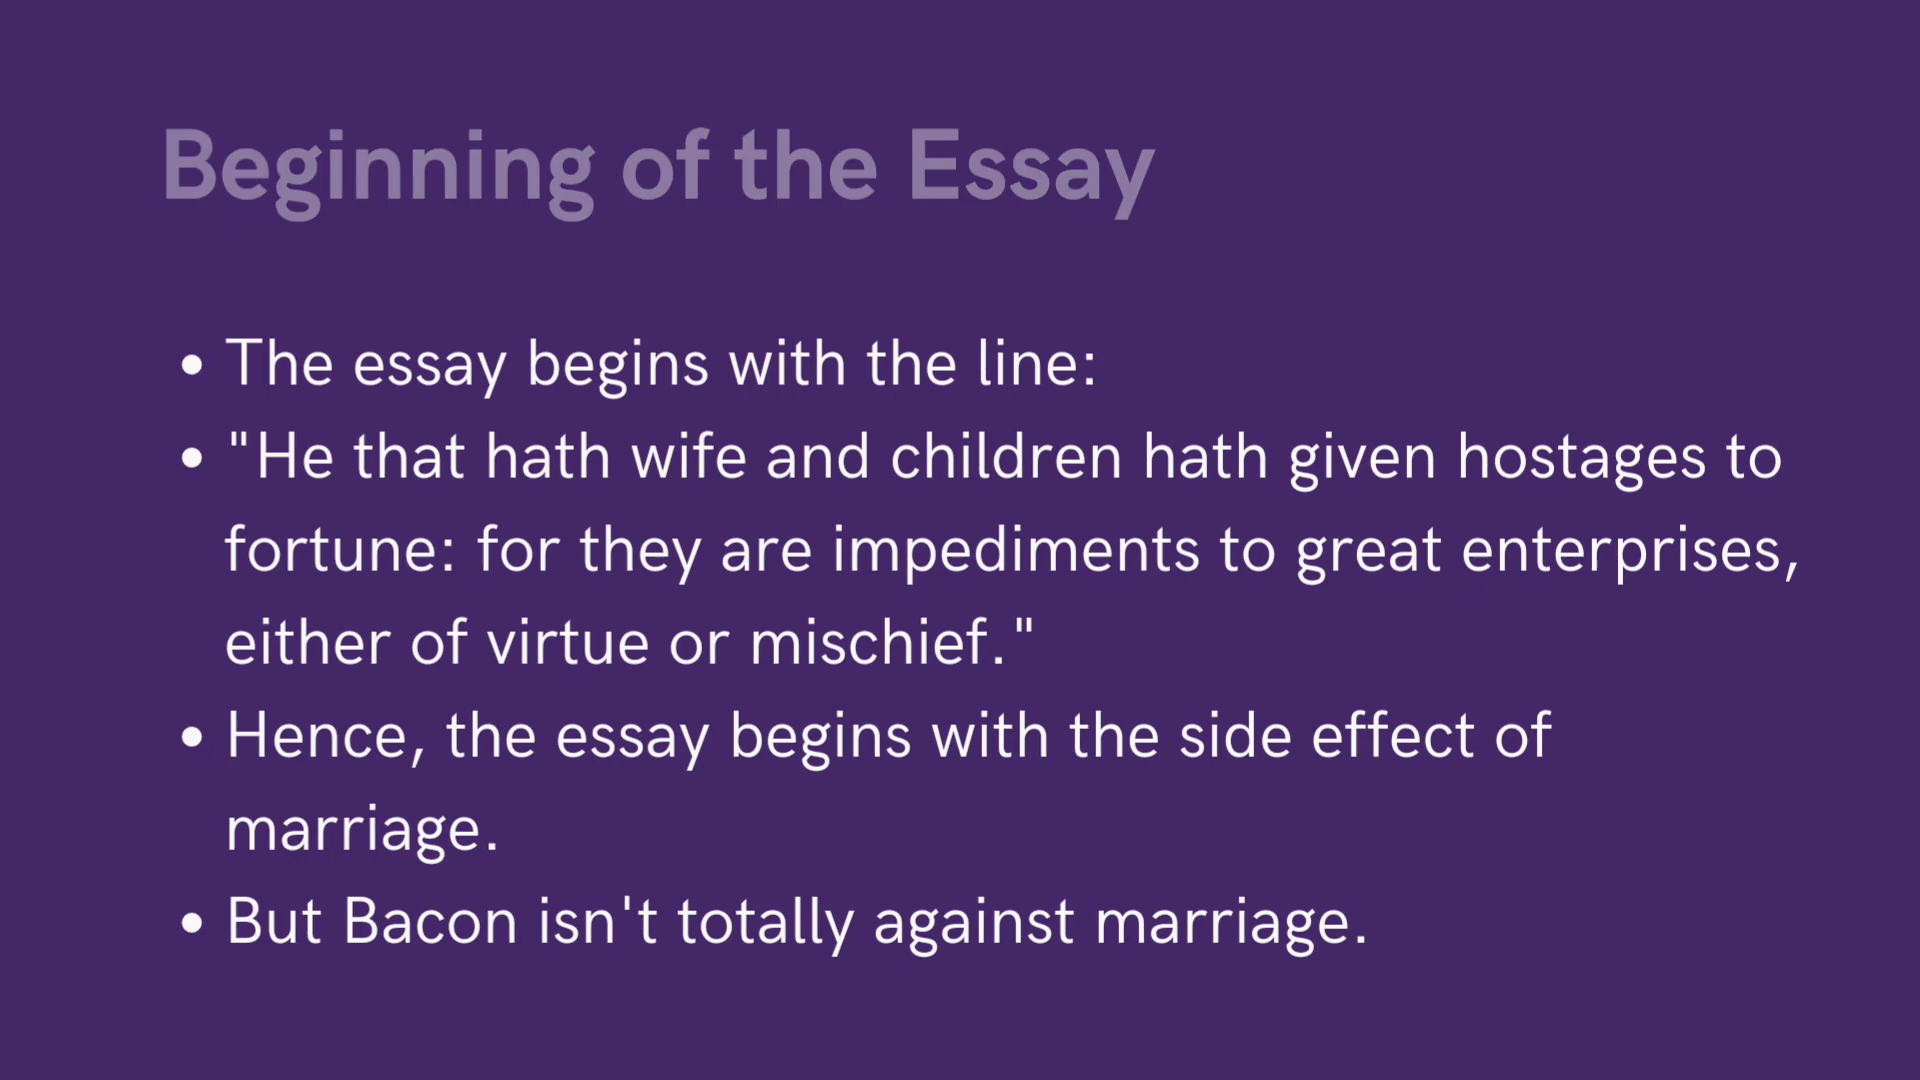 Beginning of the Essay
• The essay begins with the line:
• "He that hath wife and children hath given hostages to
fortune: for they are impediments to great enterprises,
either of virtue or mischief."
• Hence, the essay begins with the side effect of
marriage.
• But Bacon isn't totally against marriage.